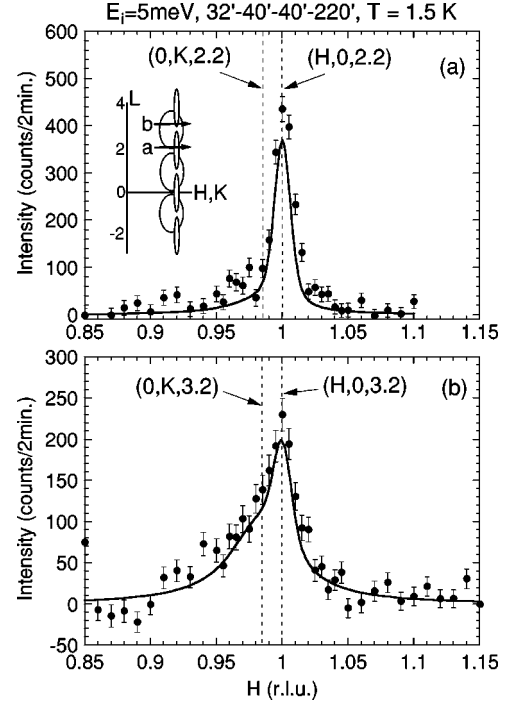 Eᵢ=5meV, 32'-40'-40'-220', T = 1.5 K
(0,K,2.2) (H,0,2.2) (a)
Intensity (counts/2min.)
600
500
400
300
200
100
0
4 L
b
a
2
0 H,K
-2
0.85 0.9 0.95 1 1.05 1.1 1.15
(0,K,3.2) (H,0,3.2) (b)
Intensity (counts/2min.)
300
250
200
150
100
50
0
-50
0.85 0.9 0.95 1 1.05 1.1 1.15
H (r.l.u.)